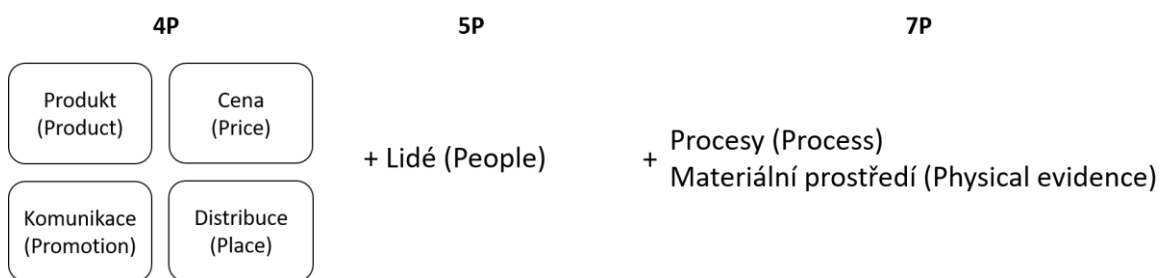 4P
5P
7P
Produkt
(Product)
Cena
(Price)
Komunikace
(Promotion)
Distribuce
(Place)
+ Lidé (People)
+
Procesy (Process)
Materiální prostředí (Physical evidence)